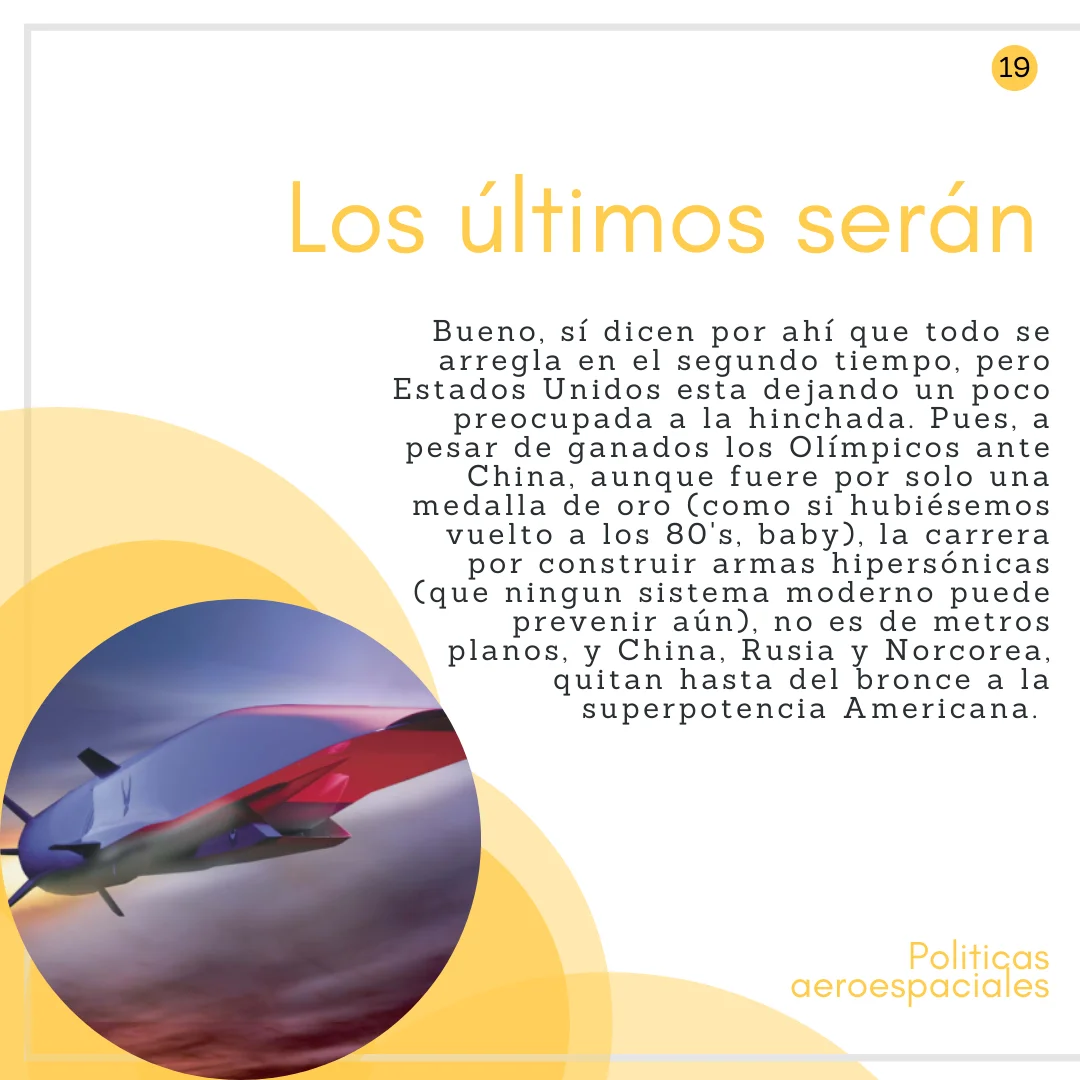 19
Los últimos serán
Bueno, sí dicen por ahí que todo se
arregla en el segundo tiempo, pero
Estados Unidos esta dejando un poco
preocupada a la hinchada. Pues, a
pesar de ganados los Olímpicos ante
China, aunque fuere por solo una
medalla de oro (como si hubiésemos
vuelto a los 80's, baby), la carrera
por construir armas hipersónicas
(que ningun sistema moderno puede
prevenir aún), no es de metros
planos, y China, Rusia y Norcorea,
quitan hasta del bronce a la
superpotencia Americana.
Politicas
aeroespaciales